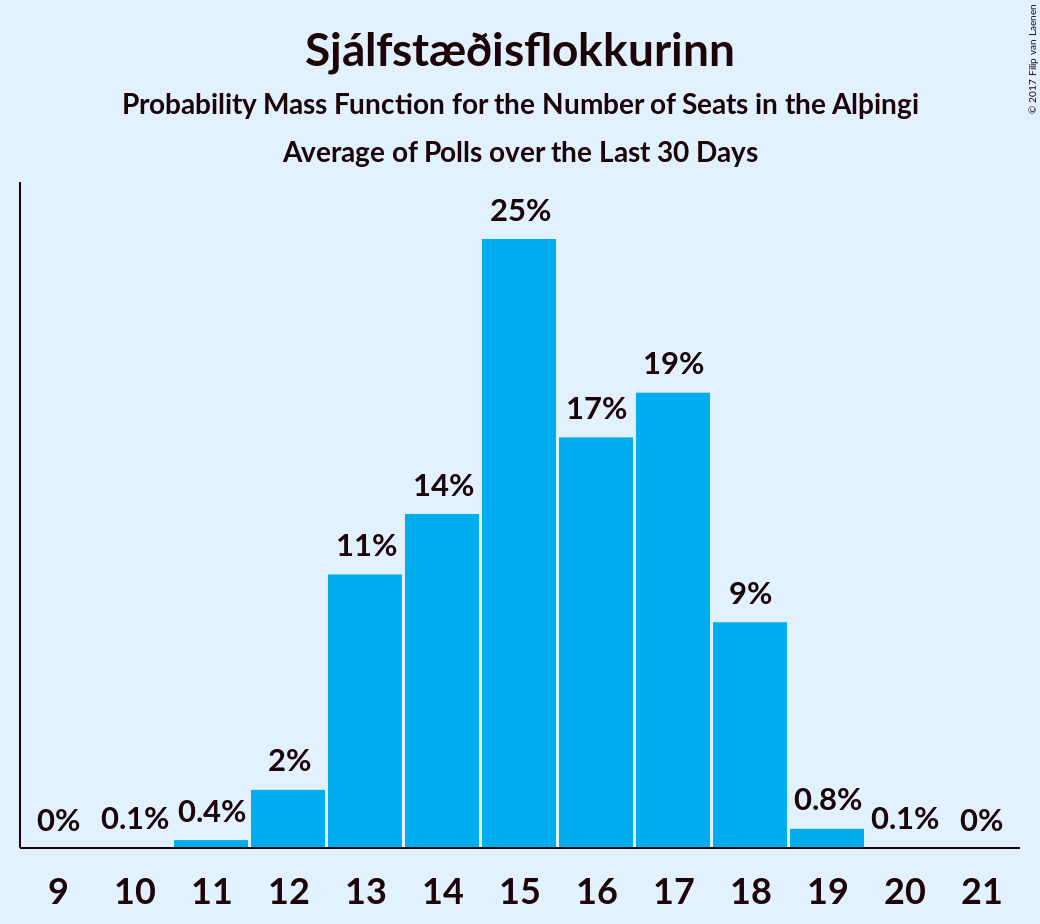 Sjálfstæðisflokkurinn
Probability Mass Function for the Number of Seats in the Alþingi
Average of Polls over the Last 30 Days
© 2017 Filip van Laenen
25%
19%
17%
14%
11%
9%
2%
0% 0.1% 0.4% 0.8% 0.1% 0%
9 10 11 12 13 14 15 16 17 18 19 20 21